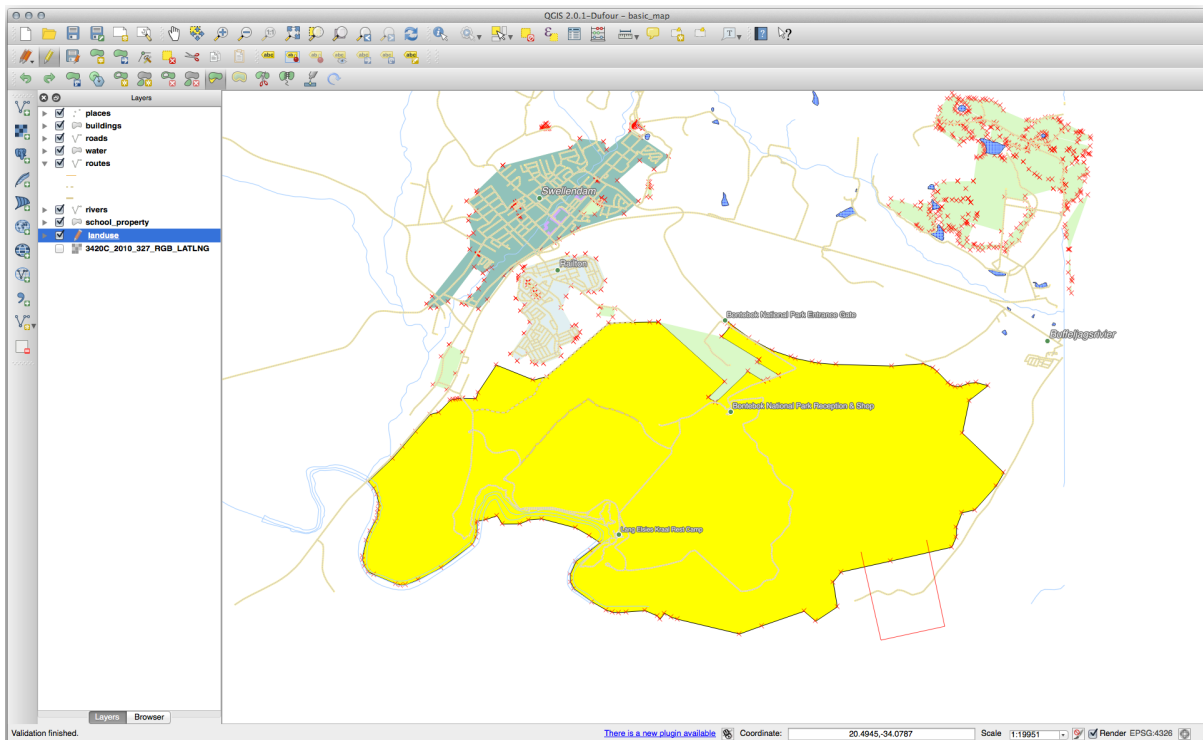 QGIS 2.0.1-Dufour - basic_map
Layers
places
buildings
roads
water
routes
rivers
school_property
landuse
3420C_2010_327_RGB_LATLNG
Swellendam
Railton
Bontebok National Park Entrance Gate
Buffeljagsrivier
Bontebok National Park Reception & Shop
Lang Elsies Kraal Rest Camp
Layers Browser
Validation finished.
There is a new plugin available
Coordinate: 20.4945,-34.0787
Scale 1:19951
Render EPSG:4326